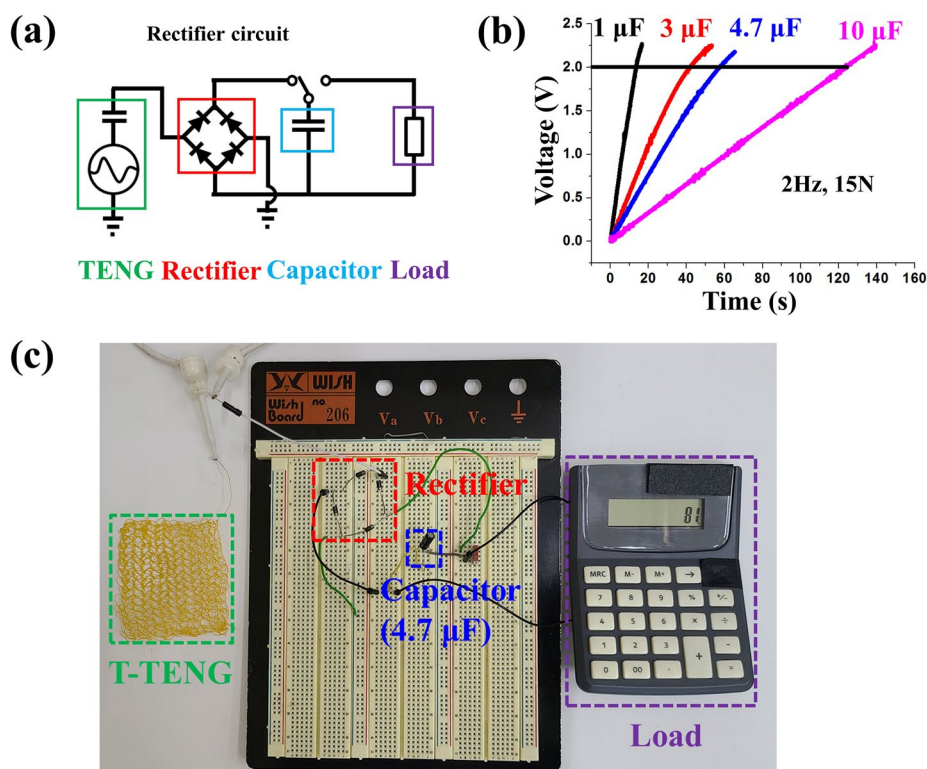 (a)
Rectifier circuit
TENG Rectifier Capacitor Load
(b)
1 µF 3 µF 4.7 µF 10 µF
2.5
2.0
1.5
1.0
0.5
0.0
Voltage (V)
2Hz, 15N
0 20 40 60 80 100 120 140 160
Time (s)
(c)
WISH
Wish Board no. 206
Va Vb Vc
Rectifier
Capacitor
(4.7 µF)
T-TENG
Load
81
MRC M- M+ →
7 8 9 % +/-
4 5 6 × ÷
1 2 3 + -
0 00 · =